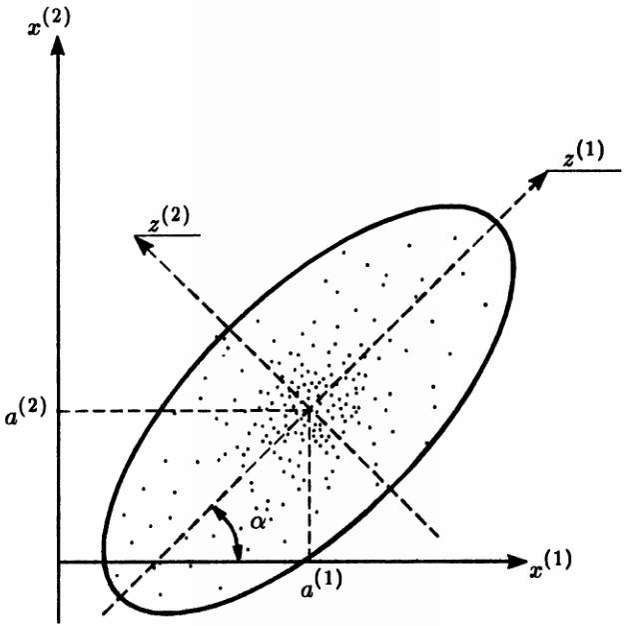 x^(2)
z^(1)
z^(2)
a^(2)
α
x^(1)
a^(1)